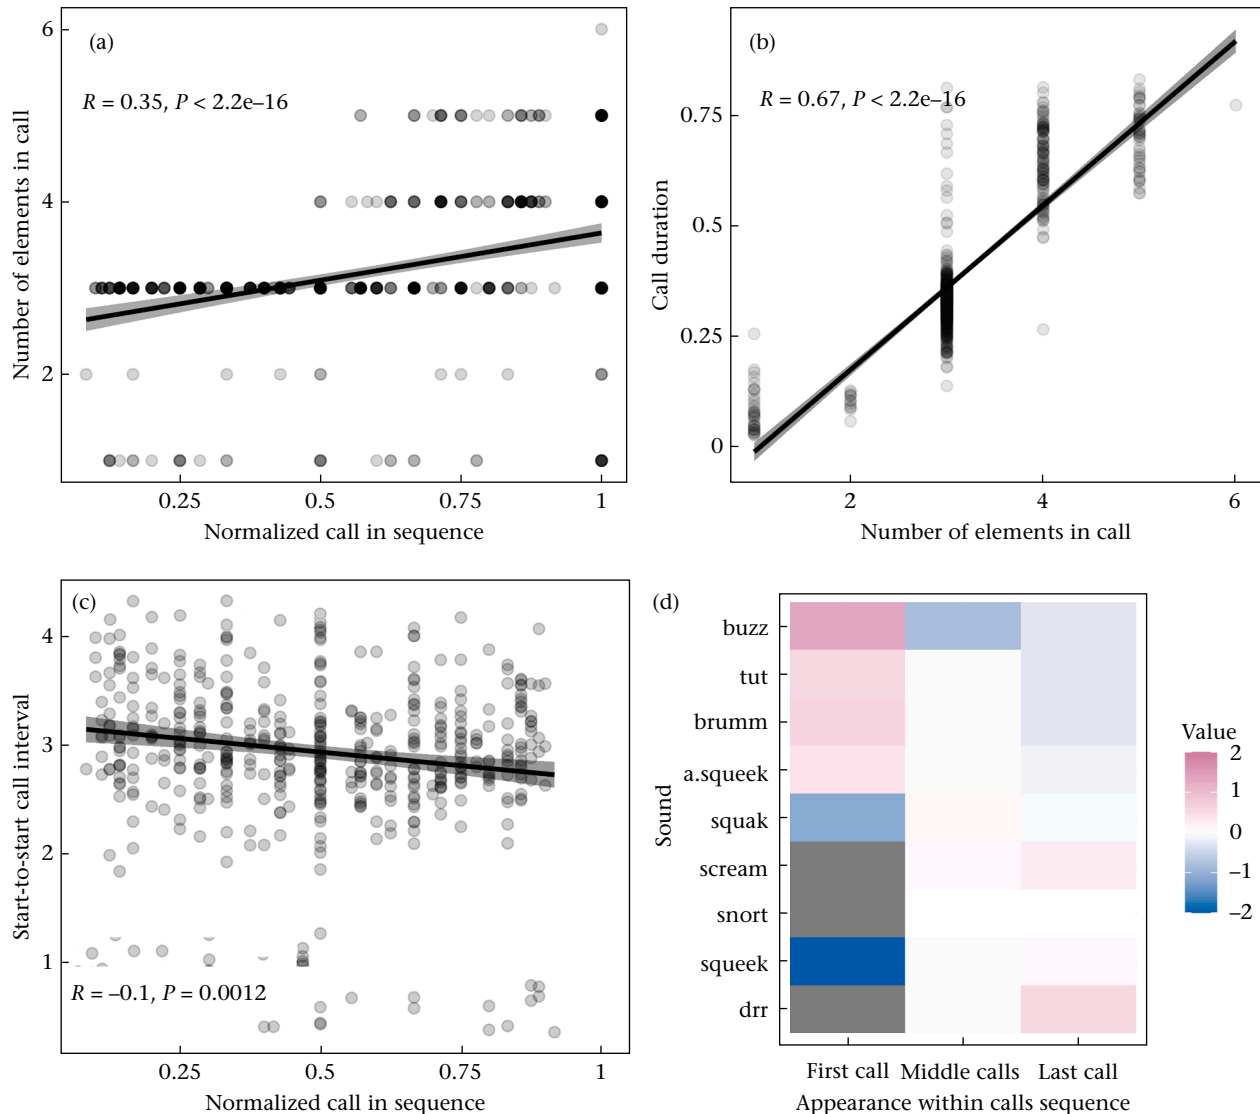 (a)
R = 0.35, P < 2.2e–16
Number of elements in call
6
4
2
0.25 0.5 0.75 1
Normalized call in sequence
(b)
R = 0.67, P < 2.2e–16
Call duration
0.75
0.5
0.25
0
2 4 6
Number of elements in call
(c)
Start-to-start call interval
4
3
2
1
R = –0.1, P = 0.0012
0.25 0.5 0.75 1
Normalized call in sequence
(d)
Sound
buzz
tut
brumm
a.squeek
squak
scream
snort
squeek
drr
First call Middle calls Last call
Appearance within calls sequence
Value
2
1
0
–1
–2